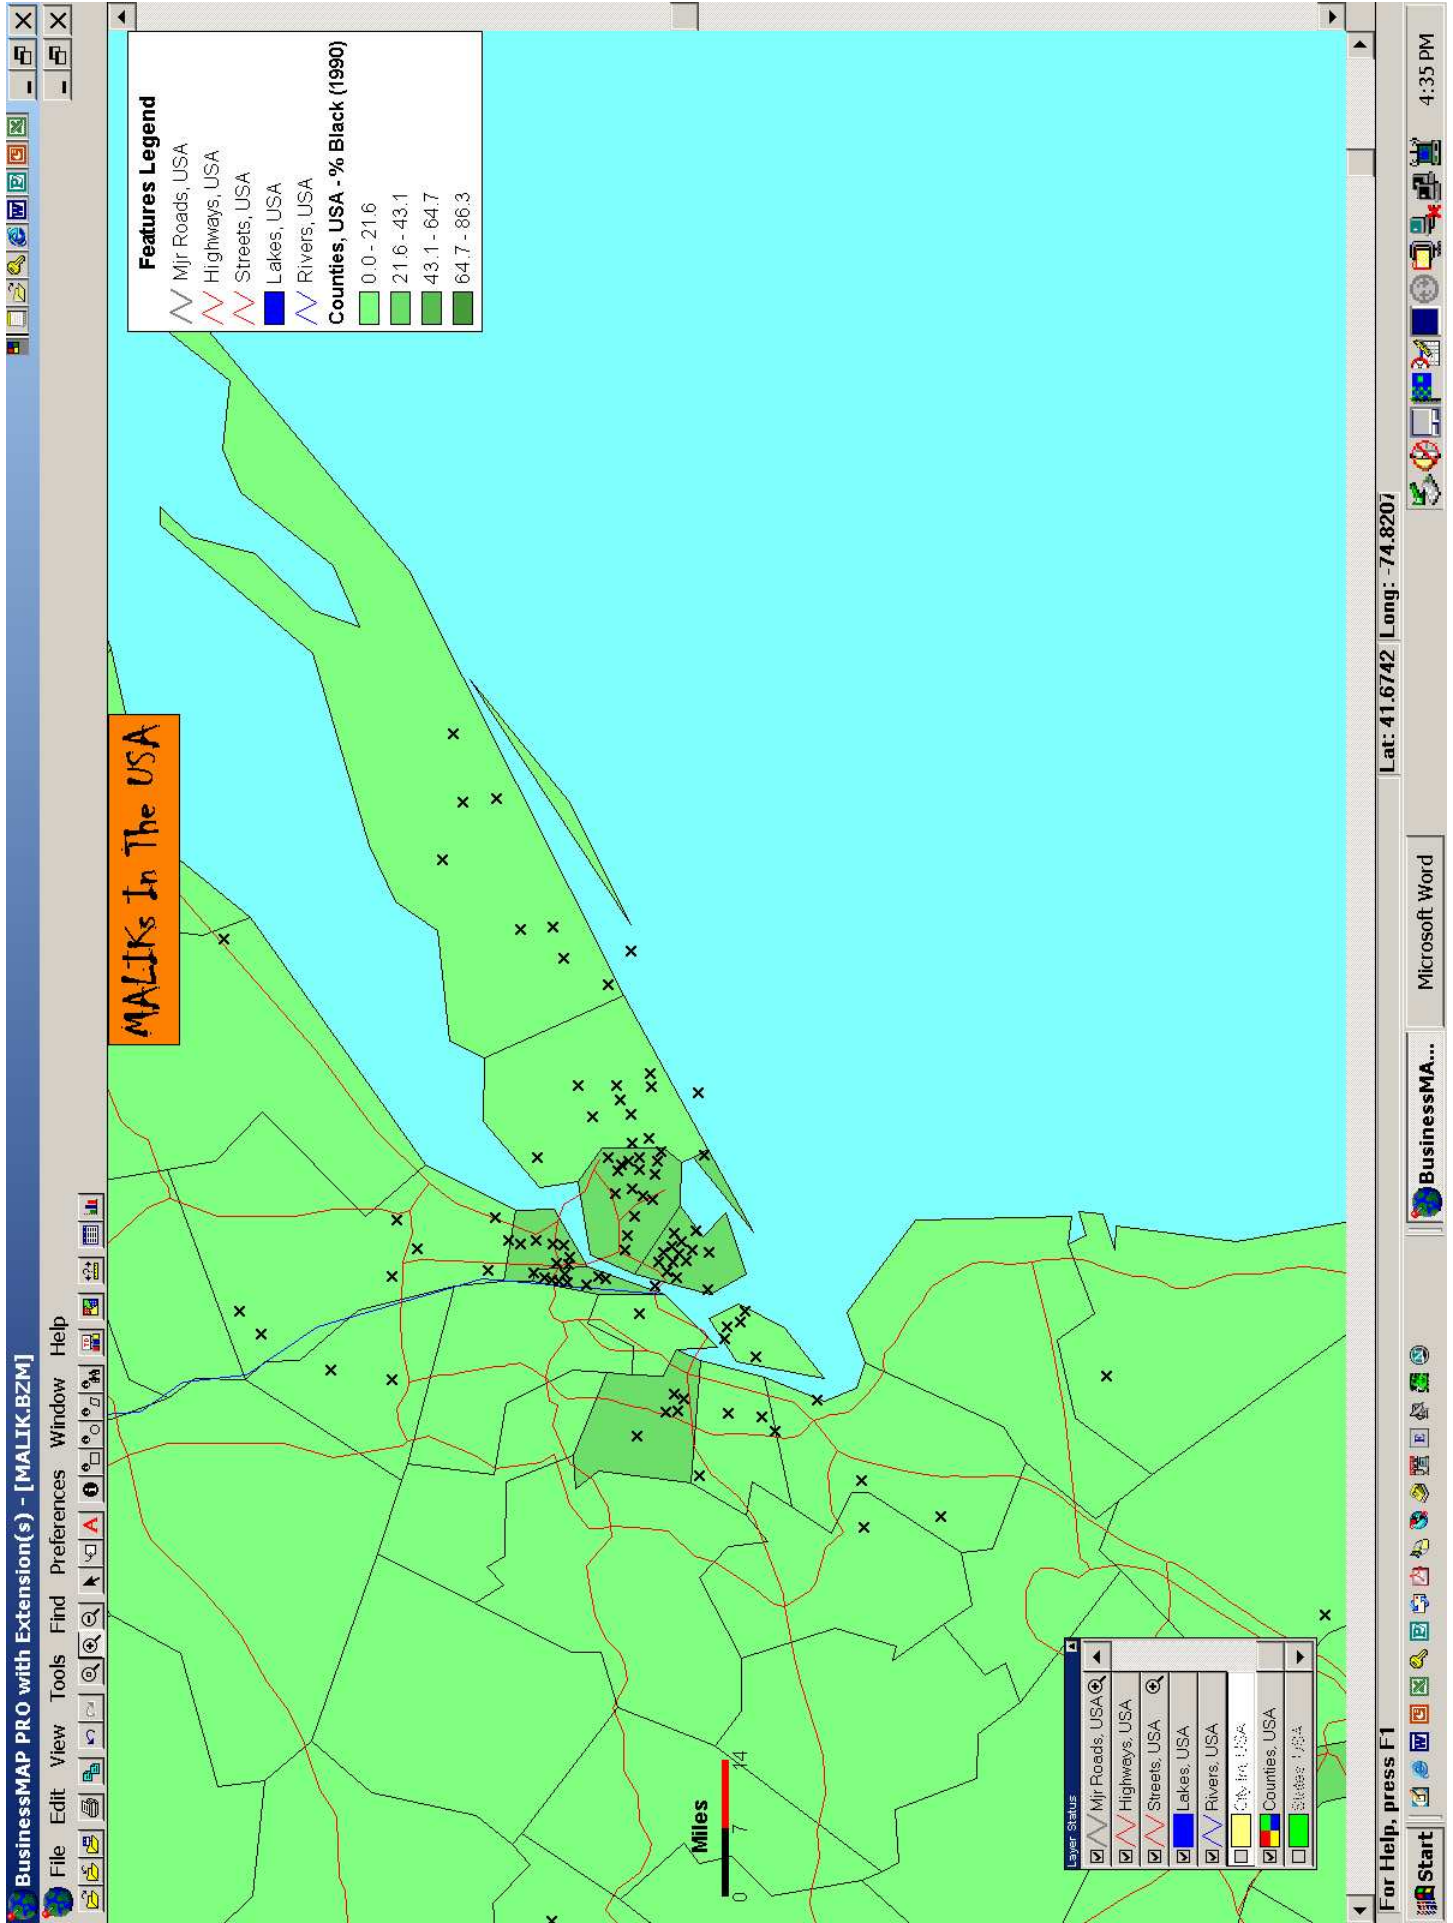 BusinessMAP PRO with Extension(s) - [MALIK.BZM]
File Edit View Tools Find Preferences Window Help
MALIKs In The USA
Features Legend
Mjr Roads, USA
Highways, USA
Streets, USA
Lakes, USA
Rivers, USA
Counties, USA - % Black (1990)
0.0 - 21.6
21.6 - 43.1
43.1 - 64.7
64.7 - 86.3
Miles
0 7 14
Layer Status
Mjr Roads, USA
Highways, USA
Streets, USA
Lakes, USA
Rivers, USA
Counties, USA
States, USA
For Help, press F1
Lat: 41.6742 Long: -74.8207
Start
BusinessMA...
Microsoft Word
4:35 PM